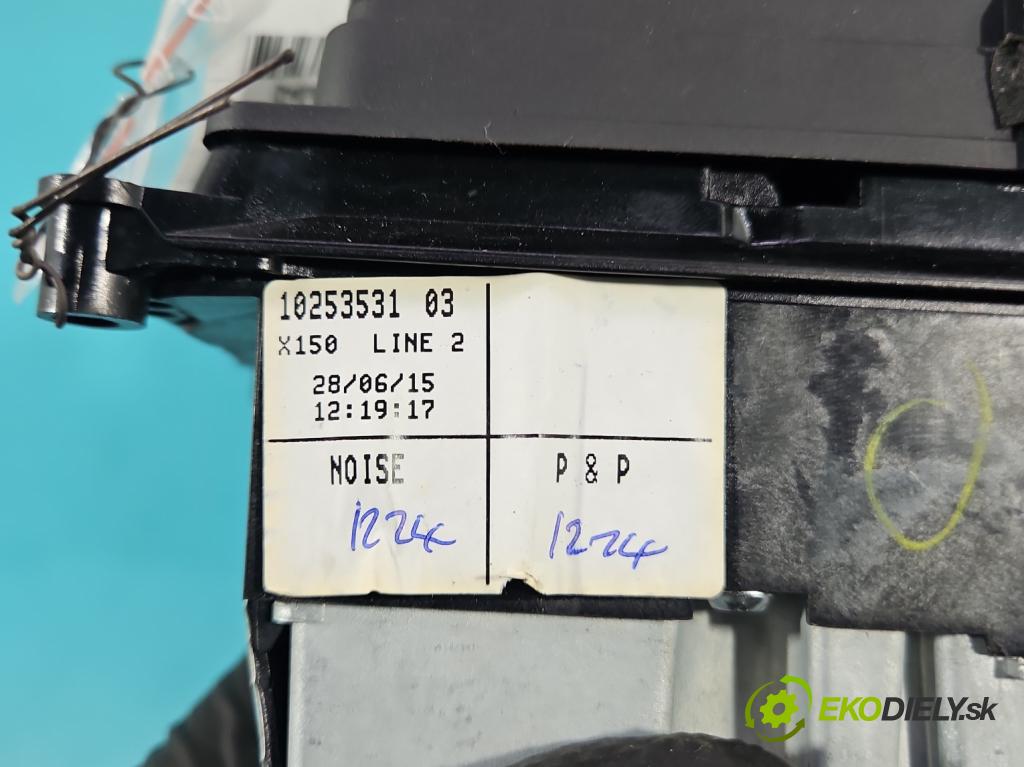 10253531 03
X150 LINE 2
28/06/15
12:19:17
NOISE
P & P
1224
1224
EKODIELY.sk